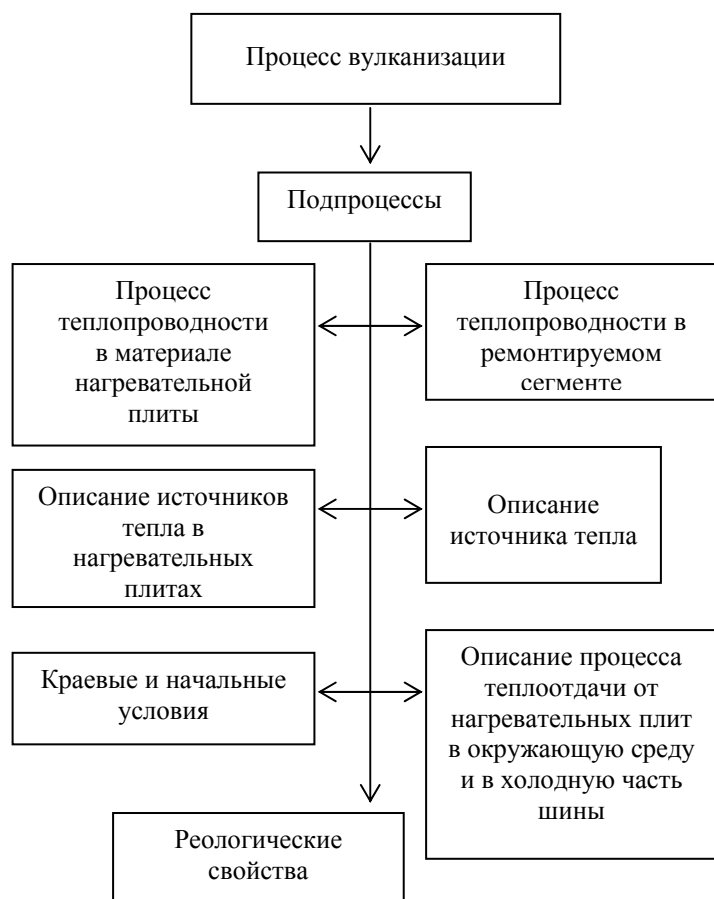 Процесс вулканизации
Подпроцессы
Процесс
теплопроводности
в материале
нагревательной
плиты
Процесс
теплопроводности в
ремонтируемом
сегменте
Описание источников
тепла в
нагревательных
плитах
Описание
источника тепла
Краевые и начальные
условия
Описание процесса
теплоотдачи от
нагревательных плит
в окружающую среду
и в холодную часть
шины
Реологические
свойства